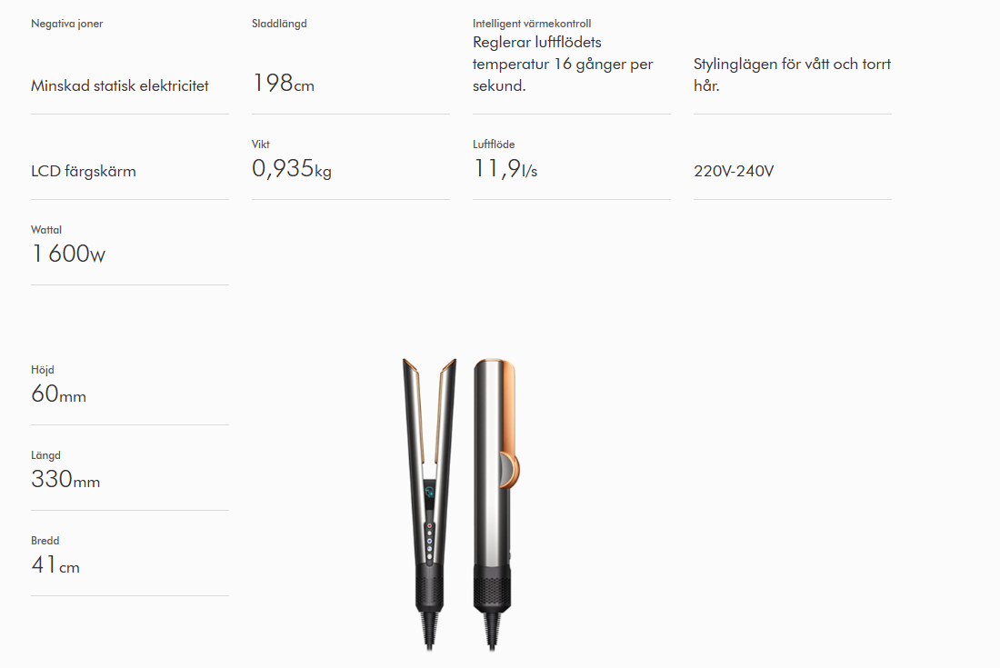 Negativa joner
Minskad statisk elektricitet
Sladdlängd
198cm
Intelligent värmekontroll
Reglerar luftflödets
temperatur 16 gånger per
sekund.
Stylinglägen för vått och torrt
hår.
LCD färgskärm
Vikt
0,935kg
Luftflöde
11,9l/s
220V-240V
Wattal
1 600W
Höjd
60mm
Längd
330mm
Bredd
41cm